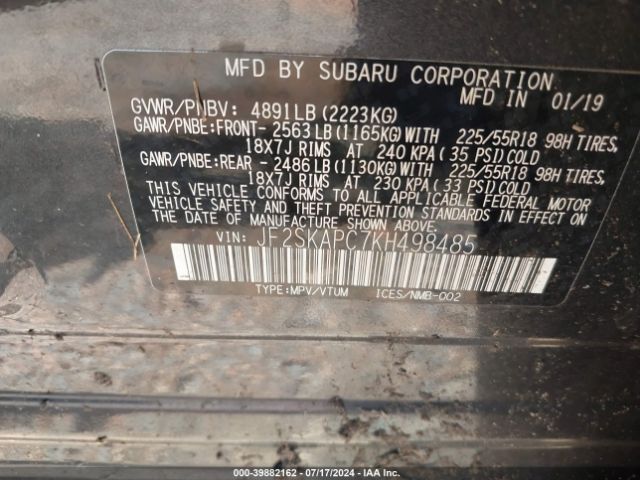 MFD BY SUBARU CORPORATION
MFD IN 01/19
GVWR/PNBV: 4891LB (2223KG)
GAWR/PNBE:FRONT- 2563 LB (1165KG) WITH 225/55R18 98H TIRES,
18X7J RIMS AT 240 KPA ( 35 PSI) COLD
GAWR/PNBE:REAR - 2486 LB (1130KG) WITH 225/55R18 98H TIRES,
18X7J RIMS AT 230 KPA ( 33 PSI) COLD
THIS VEHICLE CONFORMS TO ALL APPLICABLE FEDERAL MOTOR
VEHICLE SAFETY AND THEFT PREVENTION STANDARDS IN EFFECT ON
THE DATE OF MANUFACTURE SHOWN ABOVE.
VIN: JF2SKAPC7KH498485
TYPE:MPV/VTUM ICES/NMB-002
000-39882162 - 07/17/2024 - IAA Inc.